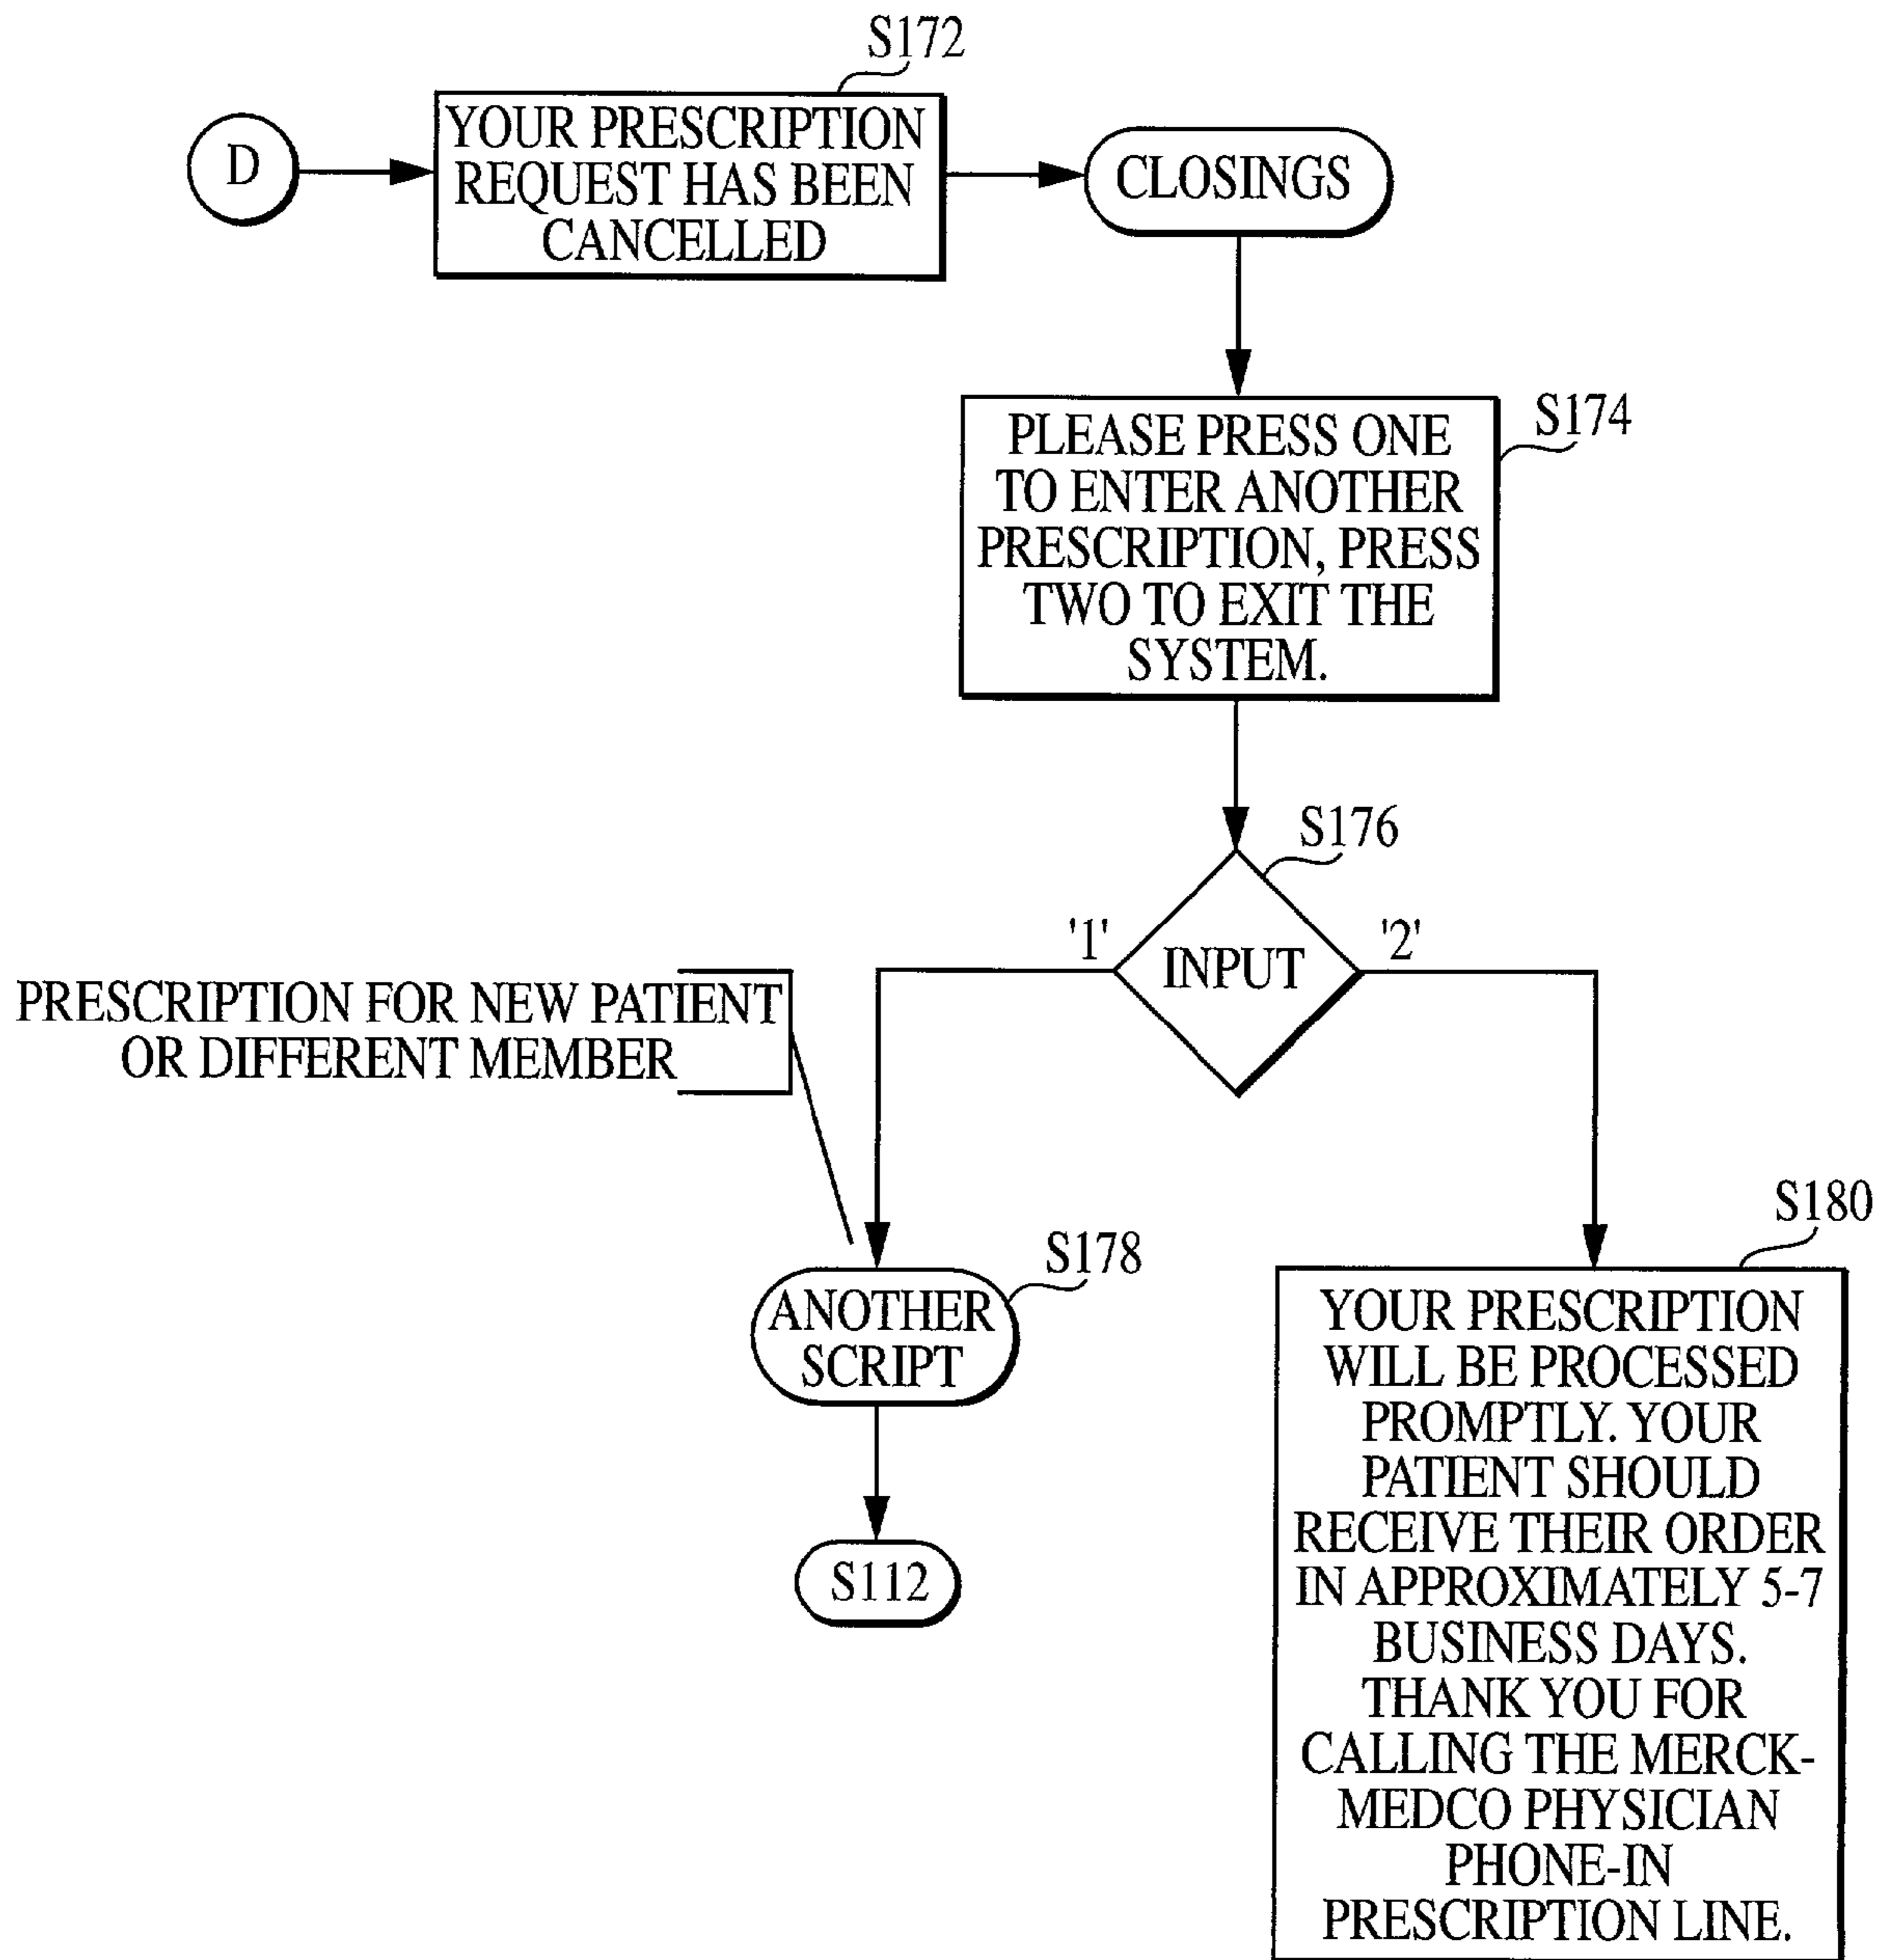 S172
D
YOUR PRESCRIPTION
REQUEST HAS BEEN
CANCELLED
CLOSINGS
S174
PLEASE PRESS ONE
TO ENTER ANOTHER
PRESCRIPTION, PRESS
TWO TO EXIT THE
SYSTEM.
S176
'1'
INPUT
'2'
PRESCRIPTION FOR NEW PATIENT
OR DIFFERENT MEMBER
S178
ANOTHER
SCRIPT
S112
S180
YOUR PRESCRIPTION
WILL BE PROCESSED
PROMPTLY. YOUR
PATIENT SHOULD
RECEIVE THEIR ORDER
IN APPROXIMATELY 5-7
BUSINESS DAYS.
THANK YOU FOR
CALLING THE MERCK-
MEDCO PHYSICIAN
PHONE-IN
PRESCRIPTION LINE.